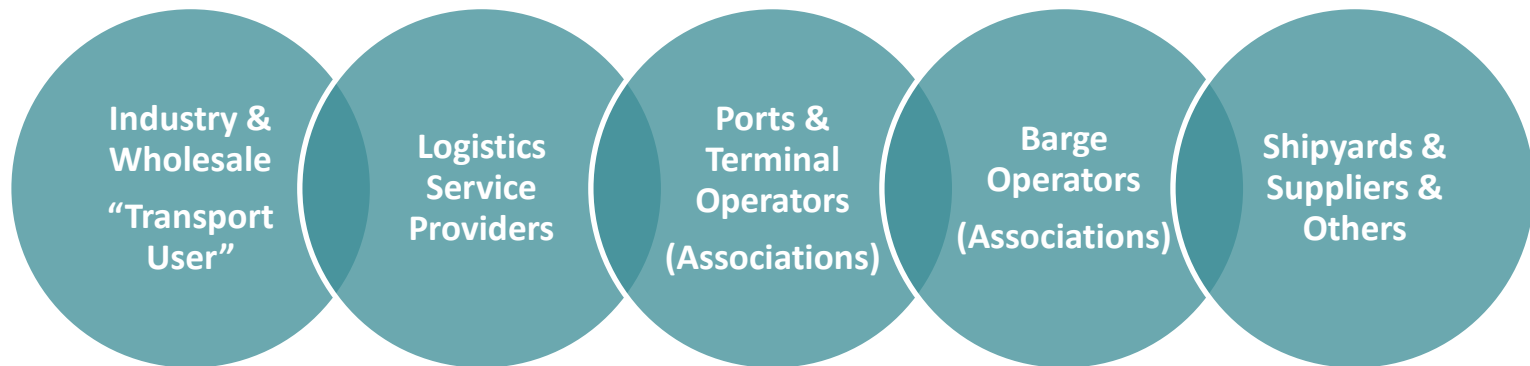 Industry &
Wholesale
“Transport
User”
Logistics
Service
Providers
Ports &
Terminal
Operators
(Associations)
Barge
Operators
(Associations)
Shipyards &
Suppliers &
Others